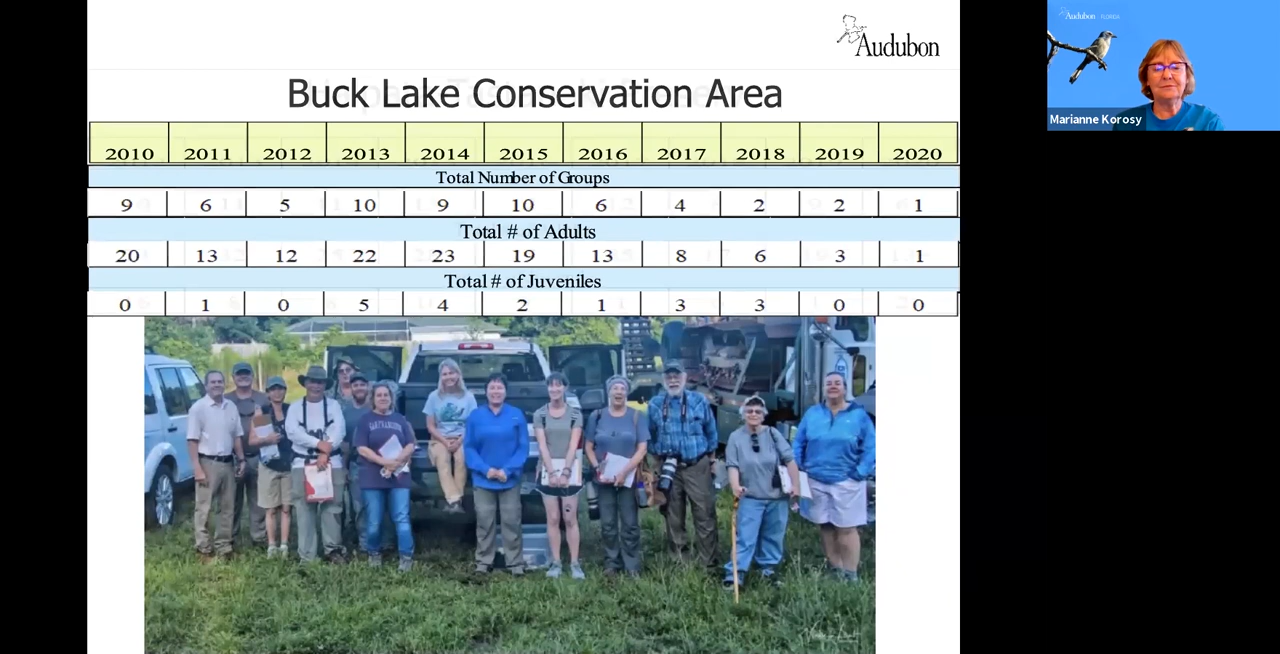 Audubon
Audubon FLORIDA
Buck Lake Conservation Area
Marianne Korosy
2010 2011 2012 2013 2014 2015 2016 2017 2018 2019 2020
Total Number of Groups
9 6 5 10 9 10 6 4 2 2 1
Total # of Adults
20 13 12 22 23 19 13 8 6 3 1
Total # of Juveniles
0 1 0 5 4 2 1 3 3 0 0